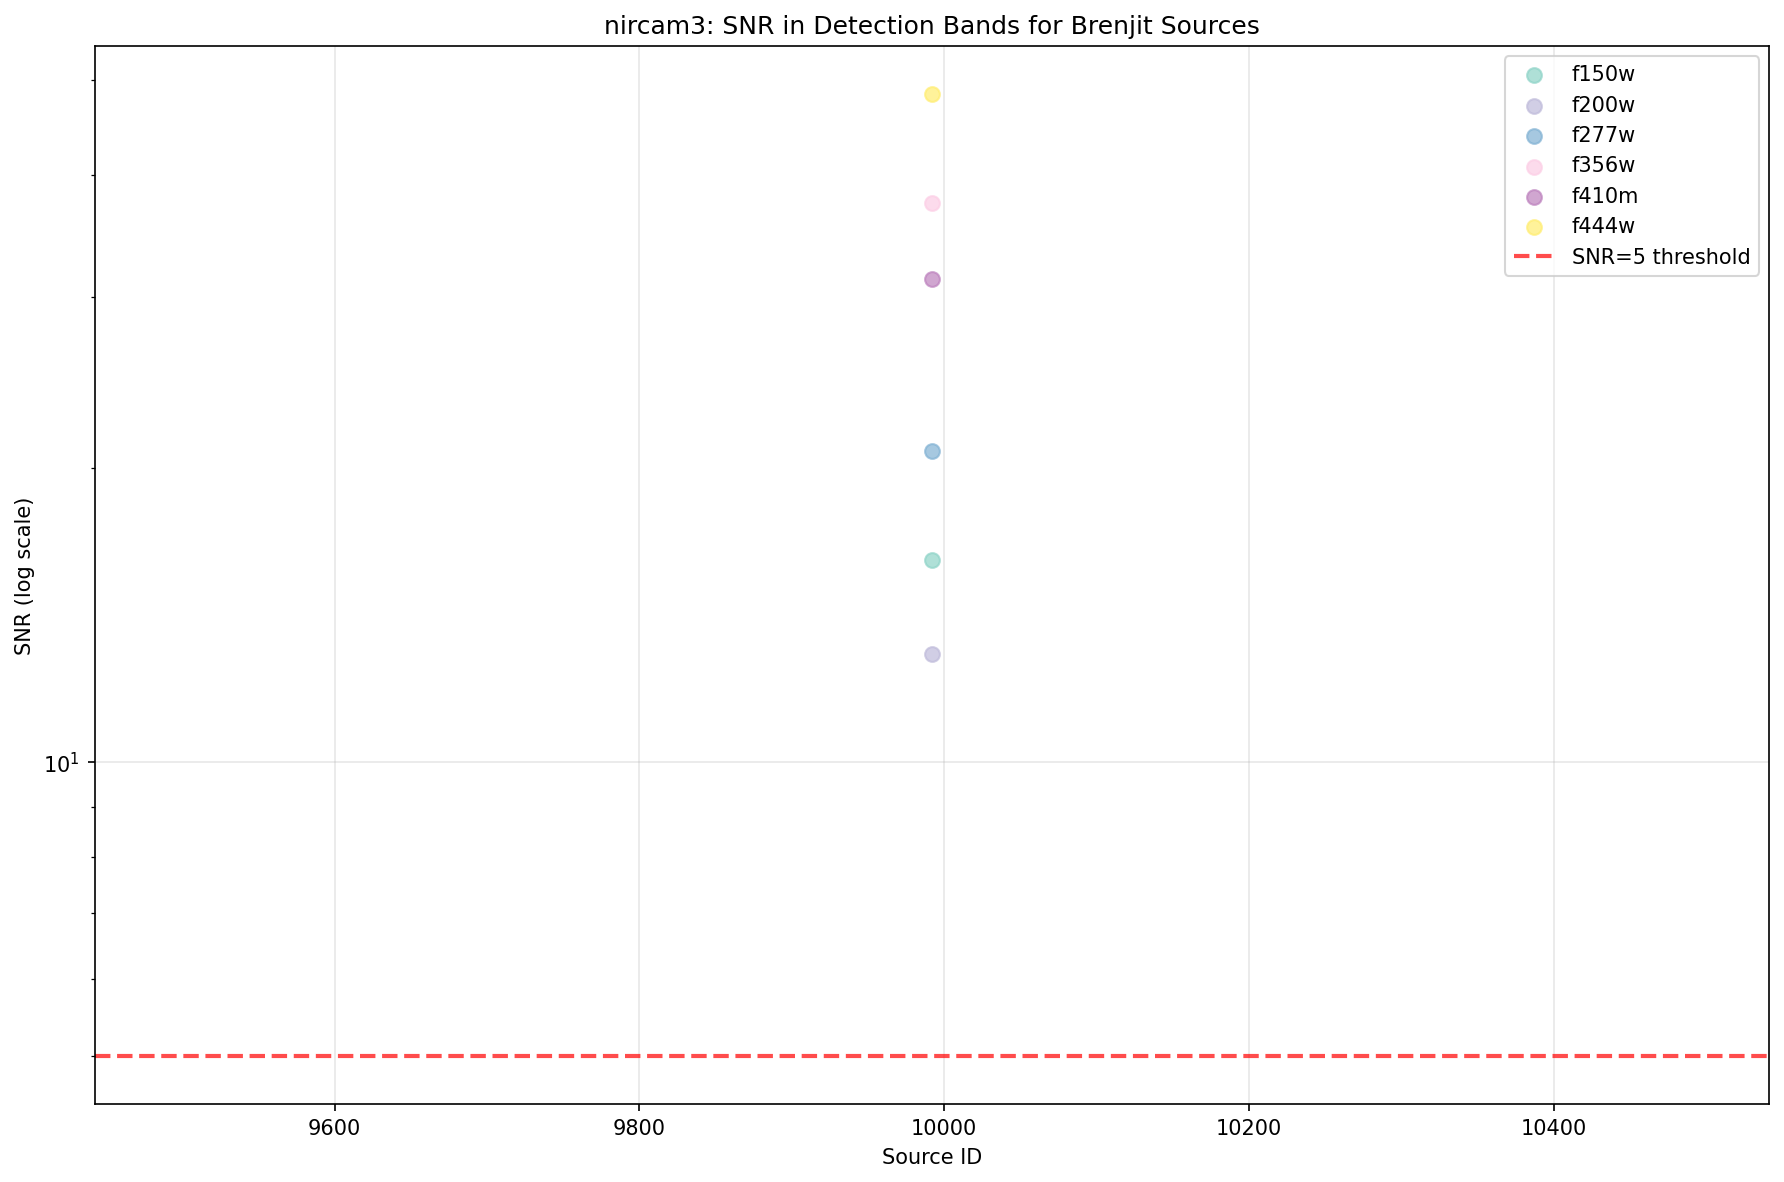 nircam3: SNR in Detection Bands for Brenjit Sources
f150w
f200w
f277w
f356w
f410m
f444w
SNR=5 threshold
SNR (log scale)
10¹
9600
9800
10000
10200
10400
Source ID